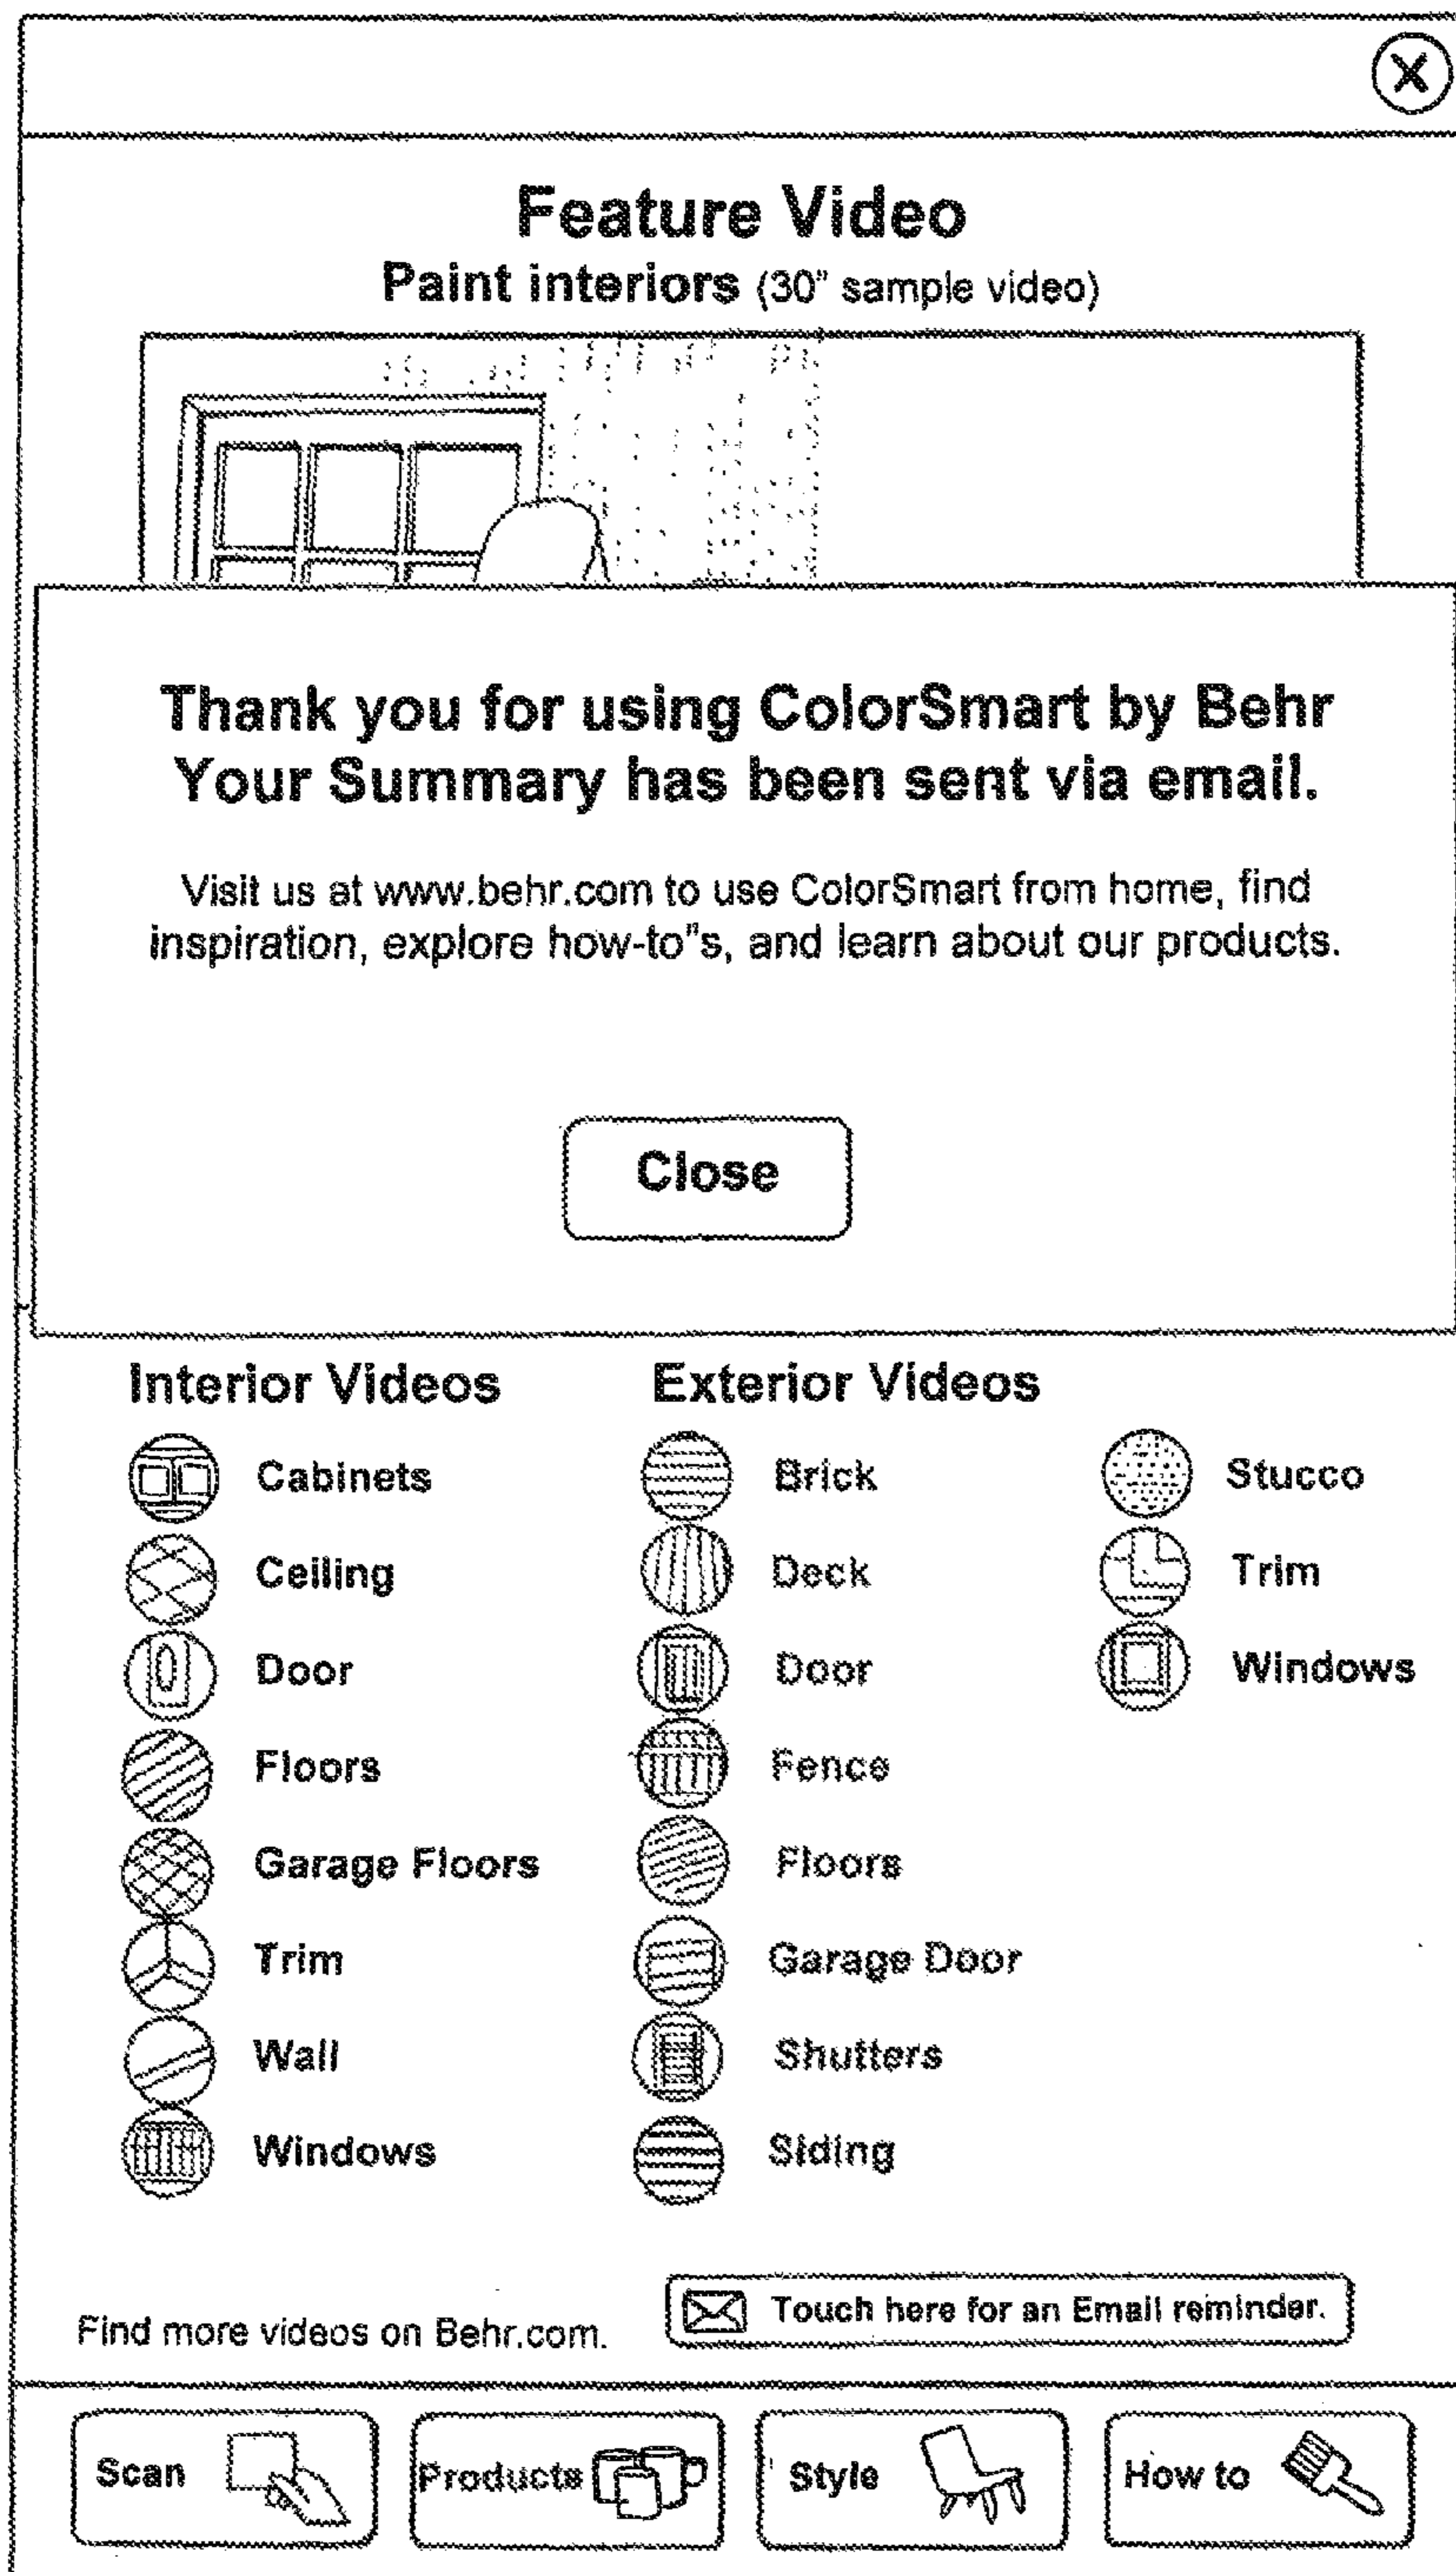 Feature Video
Paint interiors (30" sample video)
Thank you for using ColorSmart by Behr
Your Summary has been sent via email.
Visit us at www.behr.com to use ColorSmart from home, find
inspiration, explore how-to"s, and learn about our products.
Close
Interior Videos
Cabinets
Ceiling
Door
Floors
Garage Floors
Trim
Wall
Windows
Exterior Videos
Brick
Deck
Door
Fence
Floors
Garage Door
Shutters
Siding
Stucco
Trim
Windows
Find more videos on Behr.com.
Touch here for an Email reminder.
Scan
Products
Style
How to